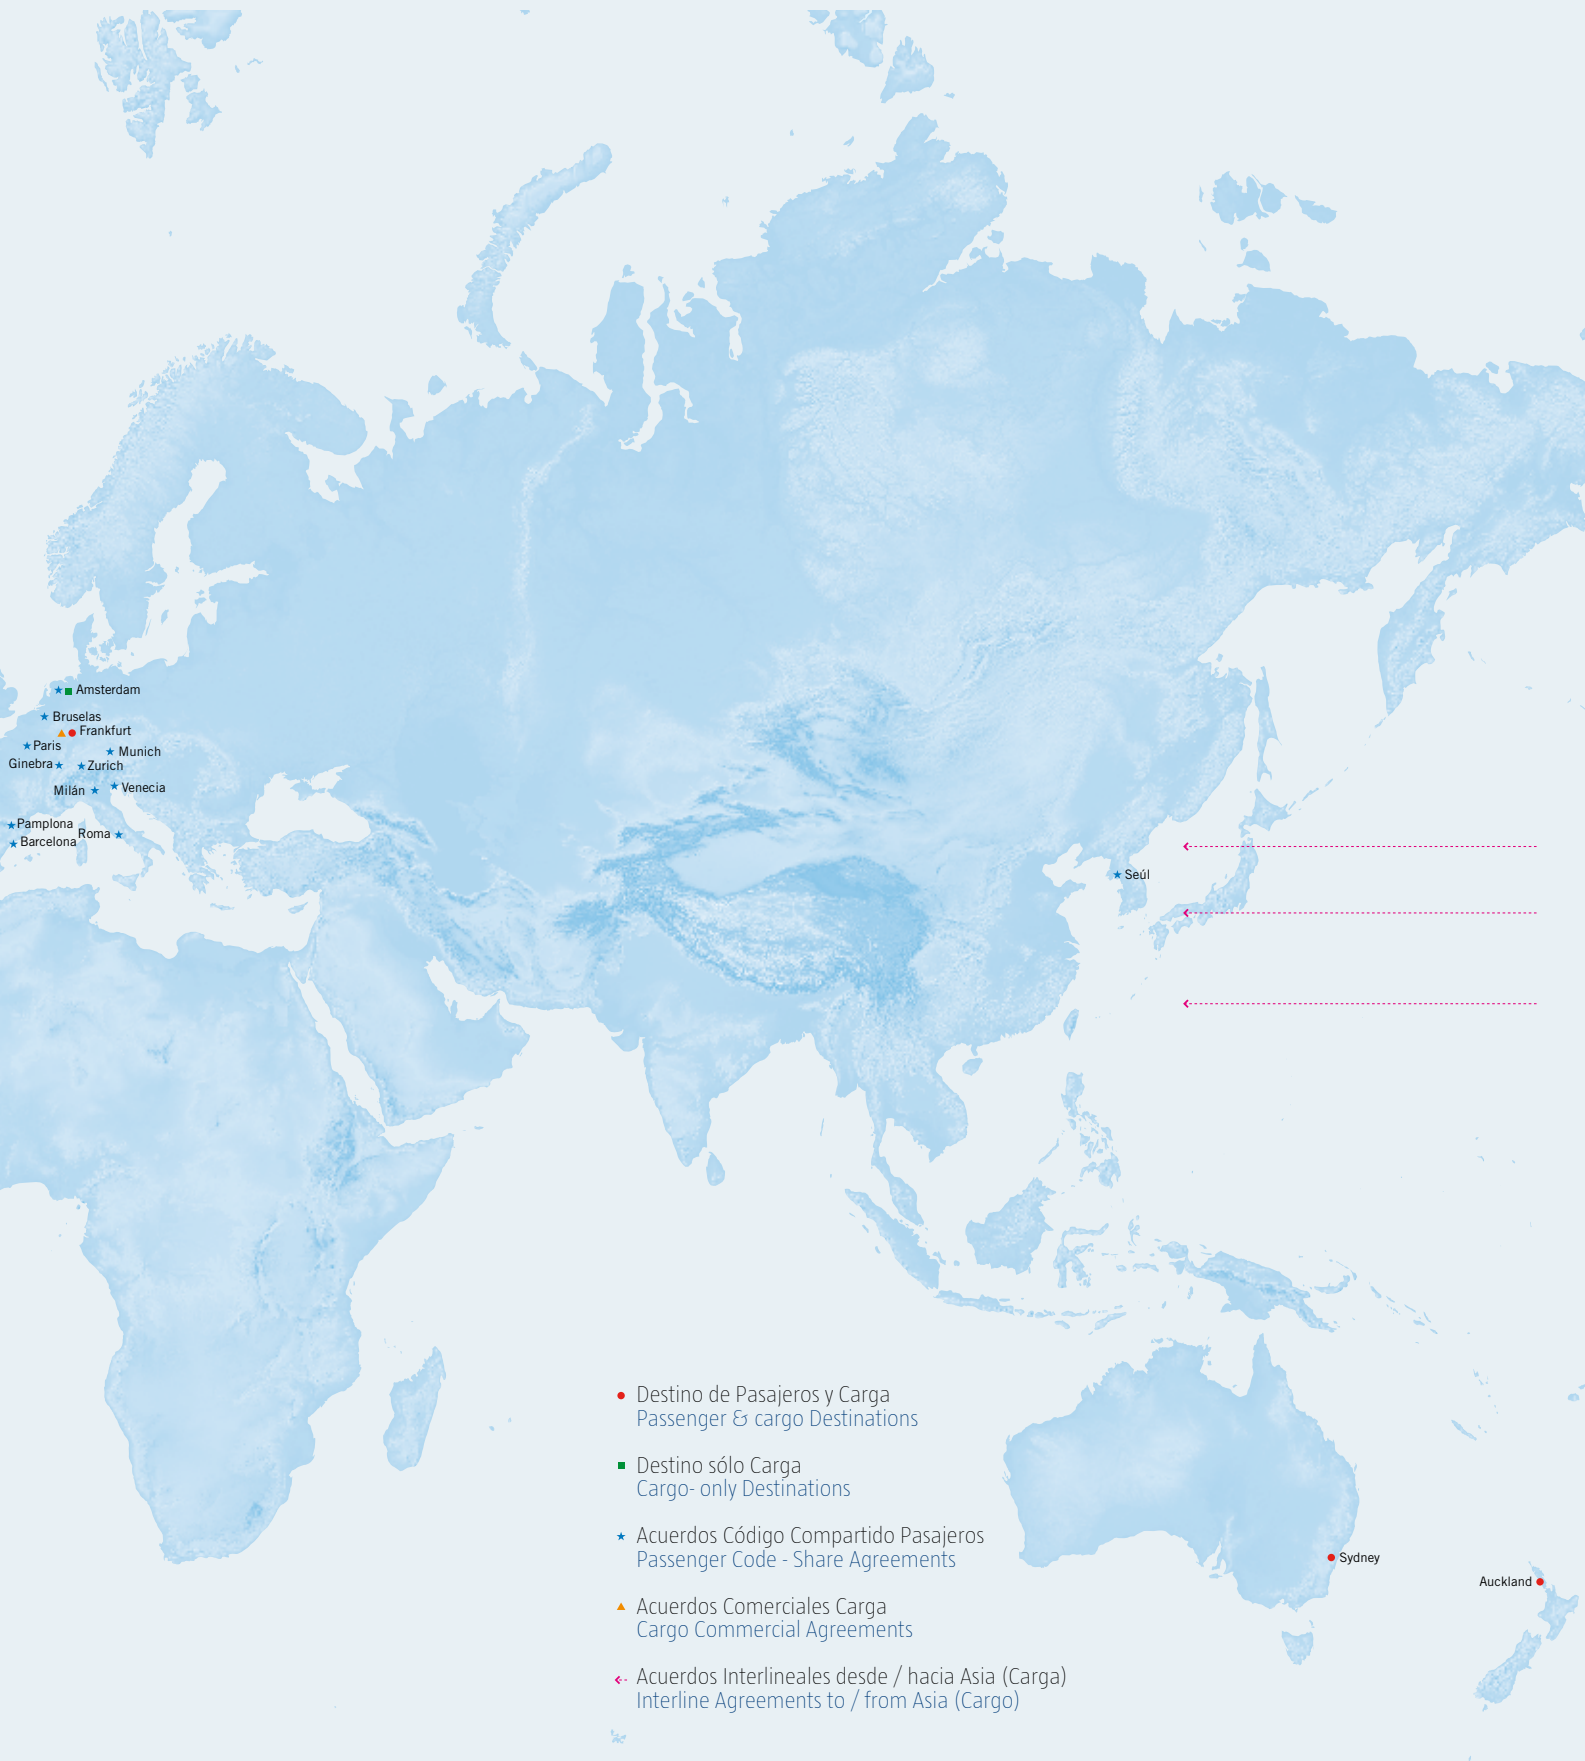 Amsterdam
Bruselas
Frankfurt
Paris
Munich
Ginebra
Zurich
Milán
Venecia
Pamplona
Roma
Barcelona
Seúl
Destino de Pasajeros y Carga
Passenger & cargo Destinations
Destino sólo Carga
Cargo- only Destinations
Acuerdos Código Compartido Pasajeros
Passenger Code - Share Agreements
Sydney
Auckland
Acuerdos Comerciales Carga
Cargo Commercial Agreements
Acuerdos Interlineales desde / hacia Asia (Carga)
Interline Agreements to / from Asia (Cargo)